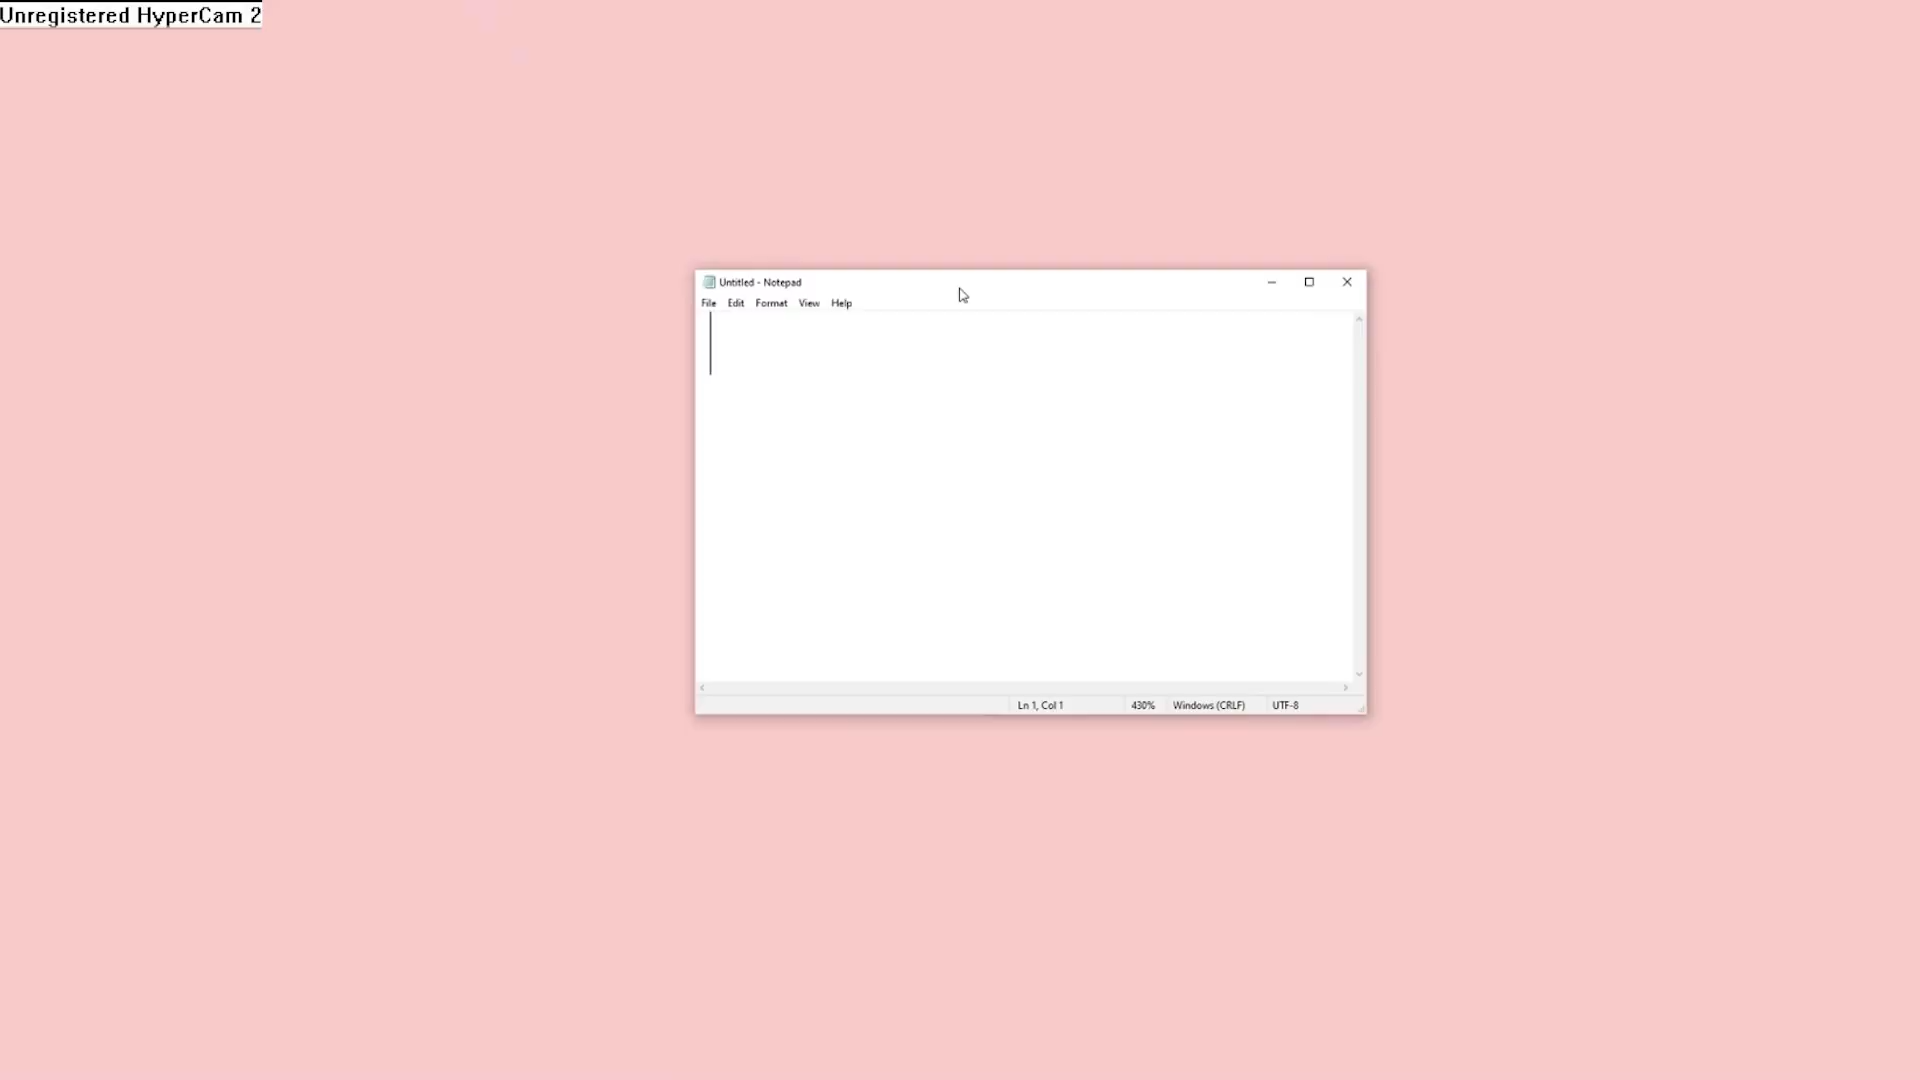 Unregistered HyperCam 2
Untitled - Notepad
File Edit Format View Help
Ln 1, Col 1 430% Windows (CRLF) UTF-8